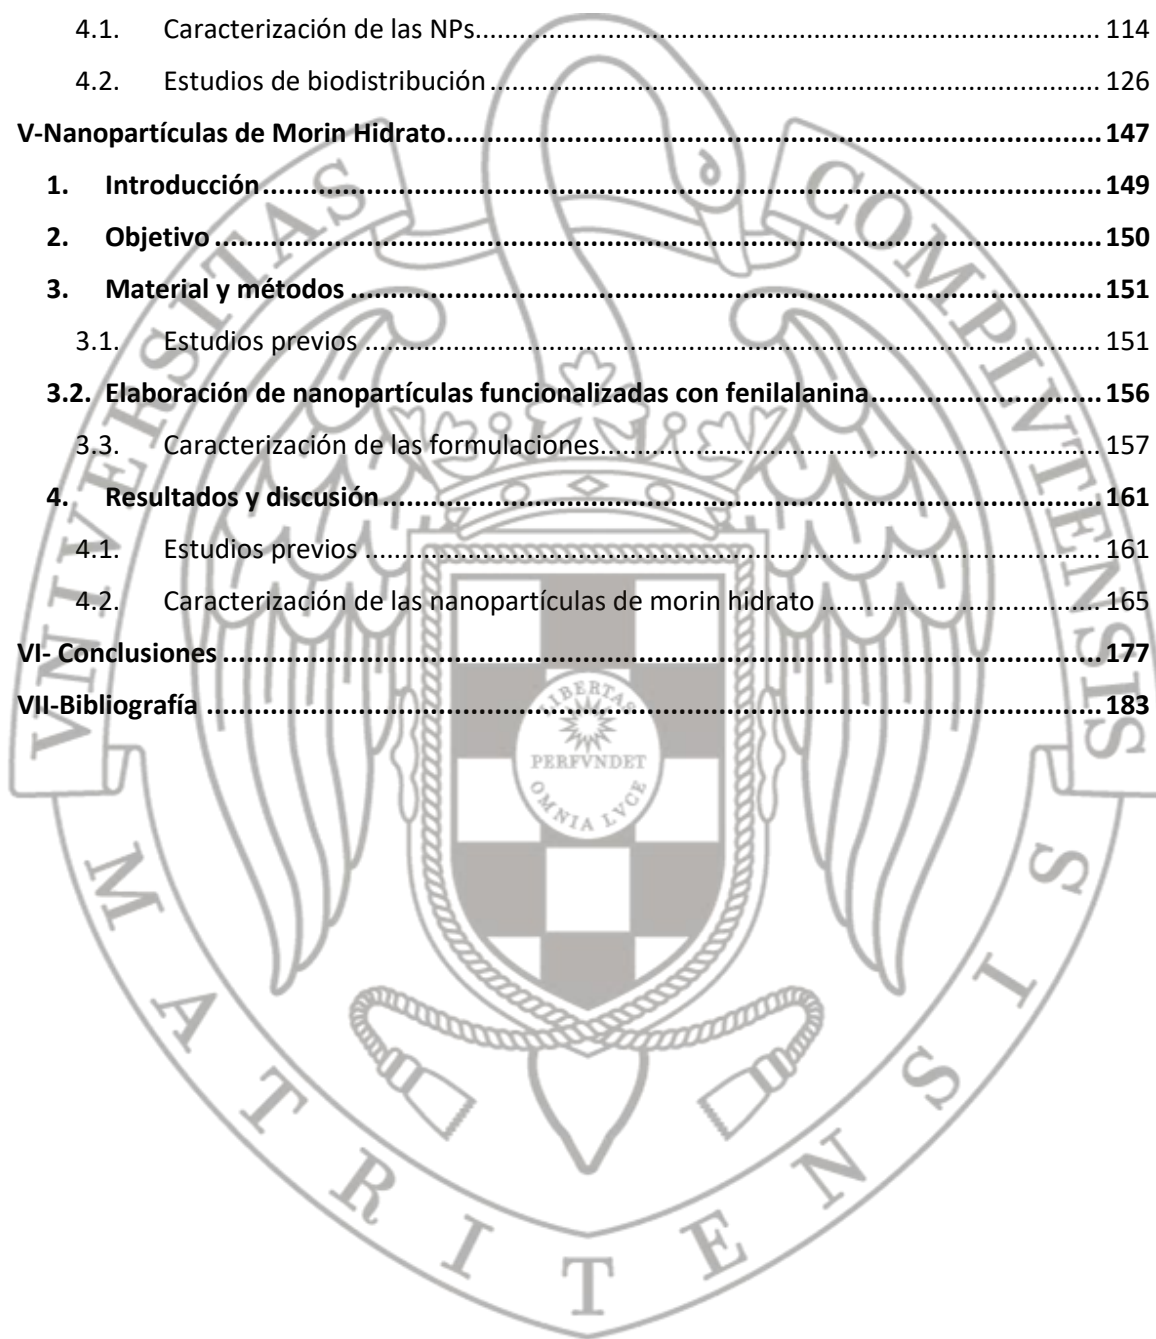 4.1. Caracterización de las NPs.......... 114
4.2. Estudios de biodistribución.......... 126
V-Nanopartículas de Morin Hidrato.......... 147
1. Introducción.......... 149
2. Objetivo.......... 150
3. Material y métodos.......... 151
3.1. Estudios previos.......... 151
3.2. Elaboración de nanopartículas funcionalizadas con fenilalanina.......... 156
3.3. Caracterización de las formulaciones.......... 157
4. Resultados y discusión.......... 161
4.1. Estudios previos.......... 161
4.2. Caracterización de las nanopartículas de morin hidrato.......... 165
VI- Conclusiones.......... 177
VII-Bibliografía.......... 183
VNIVERSITAS COMPLVTENSIS
MATRITENSIS
LIBERTAS
PERFVNDET
OMNIA LVCE